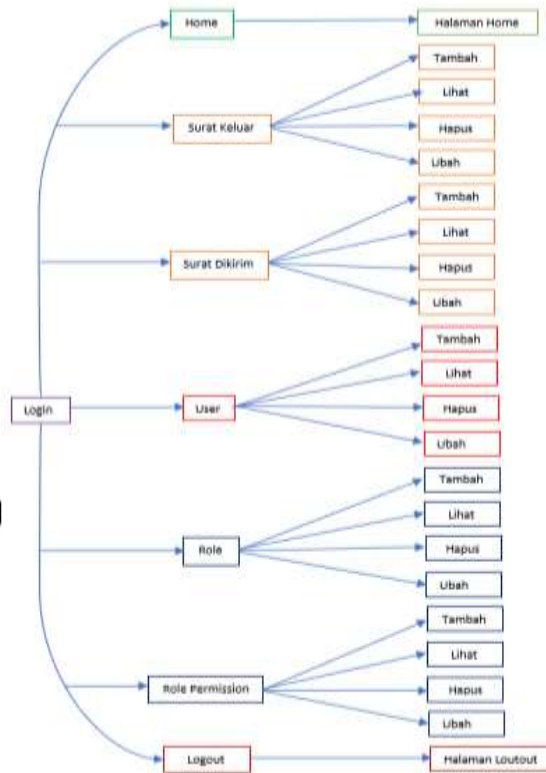 Home
Halaman Home
Surat Keluar
Tambah
Lihat
Hapus
Ubah
Surat Dikirim
Tambah
Lihat
Hapus
Ubah
Login
User
Tambah
Lihat
Hapus
Ubah
Role
Tambah
Lihat
Hapus
Ubah
Role Permission
Tambah
Lihat
Hapus
Ubah
Logout
Halaman Loutout